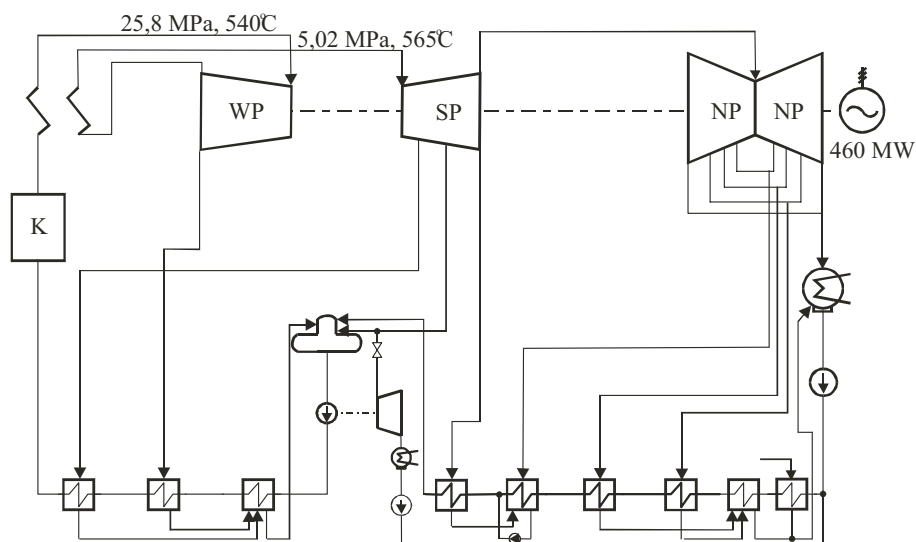 25,8 MPa, 540°C
5,02 MPa, 565°C
WP
SP
NP
NP
460 MW
K